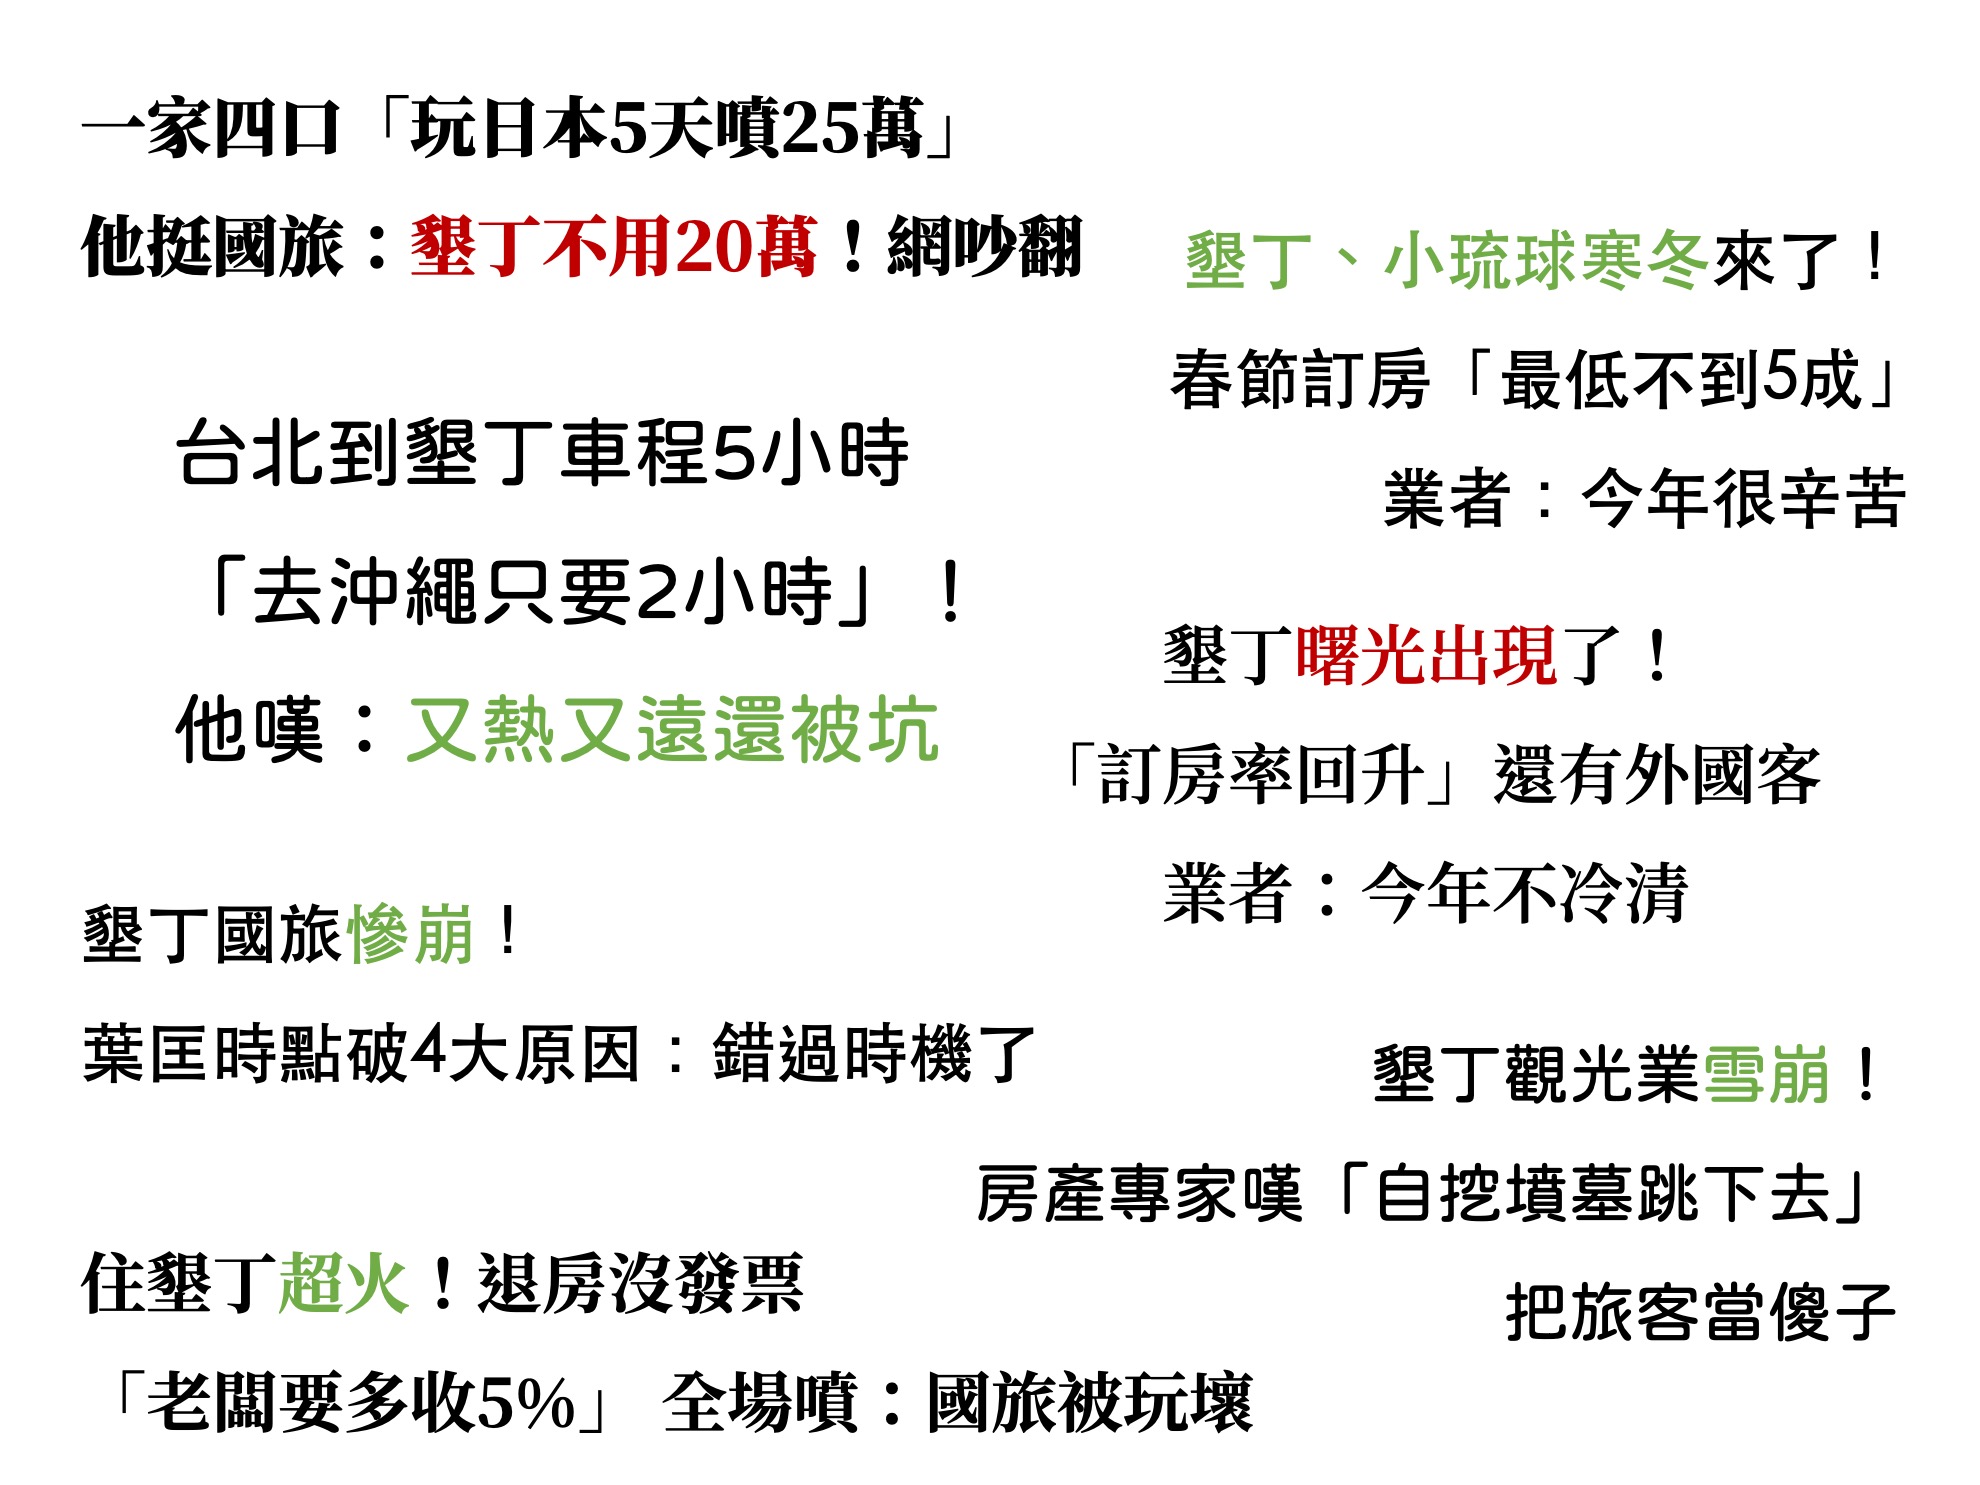 一家四口「玩日本5天噴25萬」
他挺國旅：墾丁不用20萬！網吵翻
墾丁、小琉球寒冬來了！
春節訂房「最低不到5成」
業者：今年很辛苦
台北到墾丁車程5小時
「去沖繩只要2小時」！
他嘆：又熱又遠還被坑
墾丁曙光出現了！
「訂房率回升」還有外國客
業者：今年不冷清
墾丁國旅慘崩！
葉匡時點破4大原因：錯過時機了
墾丁觀光業雪崩！
房產專家嘆「自挖墳墓跳下去」
把旅客當傻子
住墾丁超火！退房沒發票
「老闆要多收5%」 全場噴：國旅被玩壞